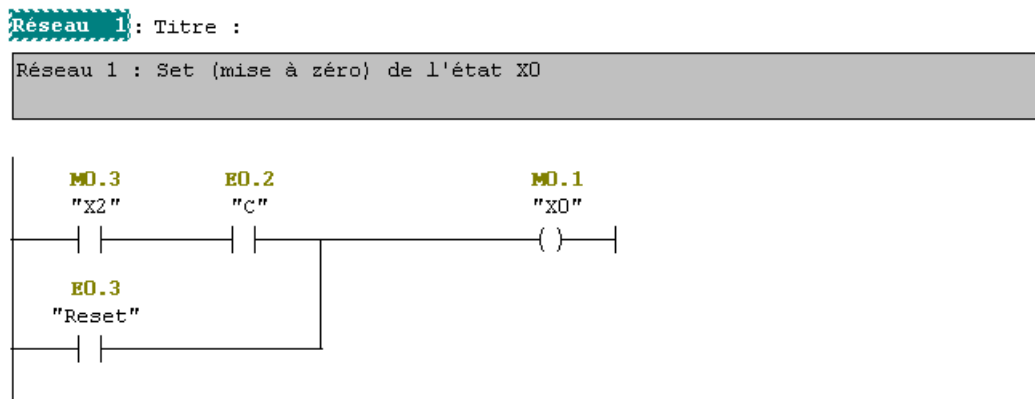 Réseau 1: Titre :
Réseau 1 : Set (mise à zéro) de l'état X0
M0.3 E0.2 M0.1
"X2" "C" "X0"
( )
E0.3
"Reset"